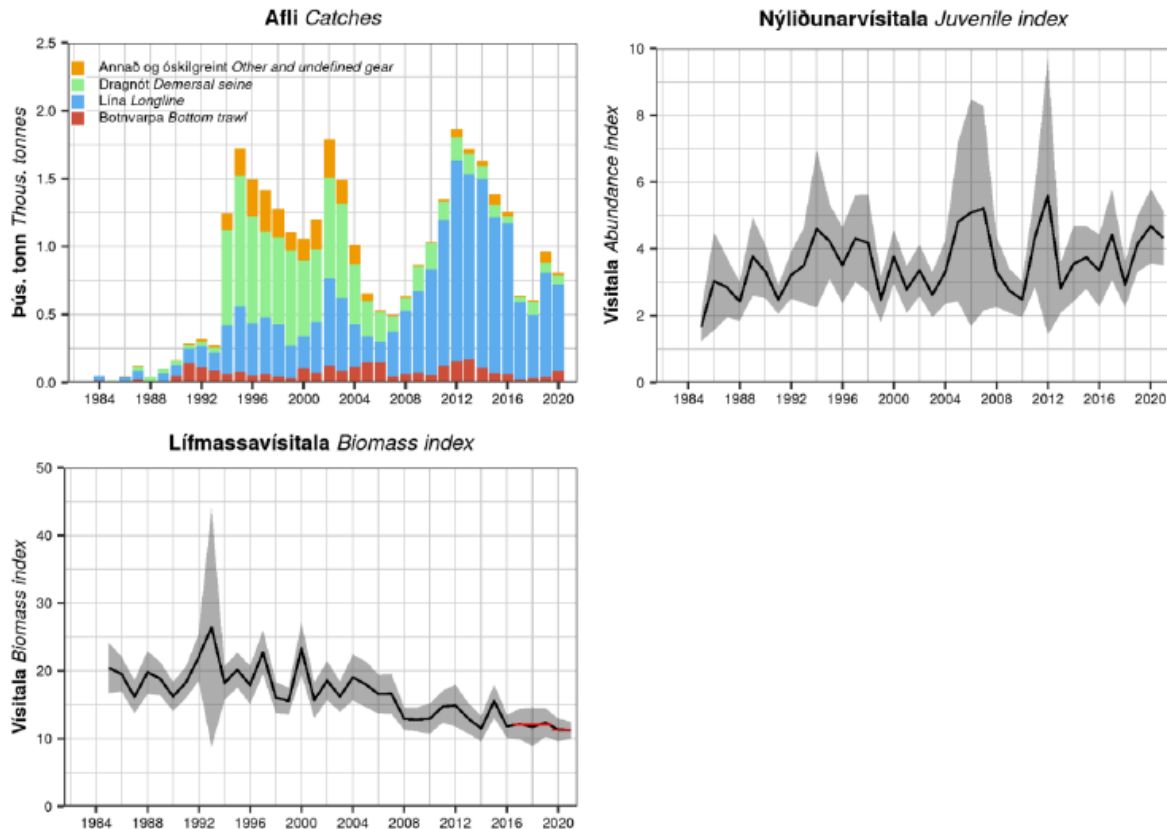 Afli Catches
Þús. tonn Thous. tonnes
2.5
2.0
1.5
1.0
0.5
0.0
Annað og óskilgreint Other and undefined gear
Dragnót Demersal seine
Lína Longline
Botnvarpa Bottom trawl
1984 1988 1992 1996 2000 2004 2008 2012 2016 2020
Nýliðunarvísitala Juvenile index
Vísitala Abundance index
10
8
6
4
2
0
1984 1988 1992 1996 2000 2004 2008 2012 2016 2020
Lífmassavísitala Biomass index
Vísitala Biomass index
50
40
30
20
10
0
1984 1988 1992 1996 2000 2004 2008 2012 2016 2020